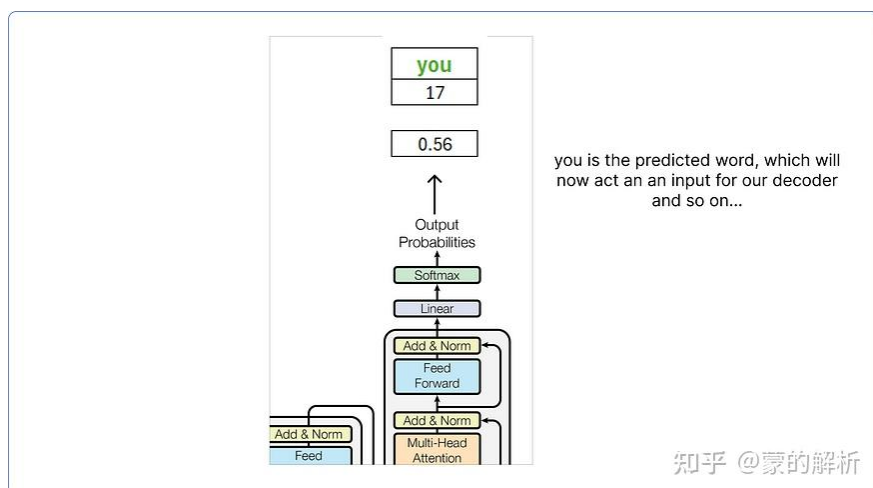 you
17
0.56
you is the predicted word, which will
now act an an input for our decoder
and so on...
Output
Probabilities
Softmax
Linear
Add & Norm
Feed
Forward
Add & Norm
Multi-Head
Attention
Add & Norm
Feed
知乎 @蒙的解析